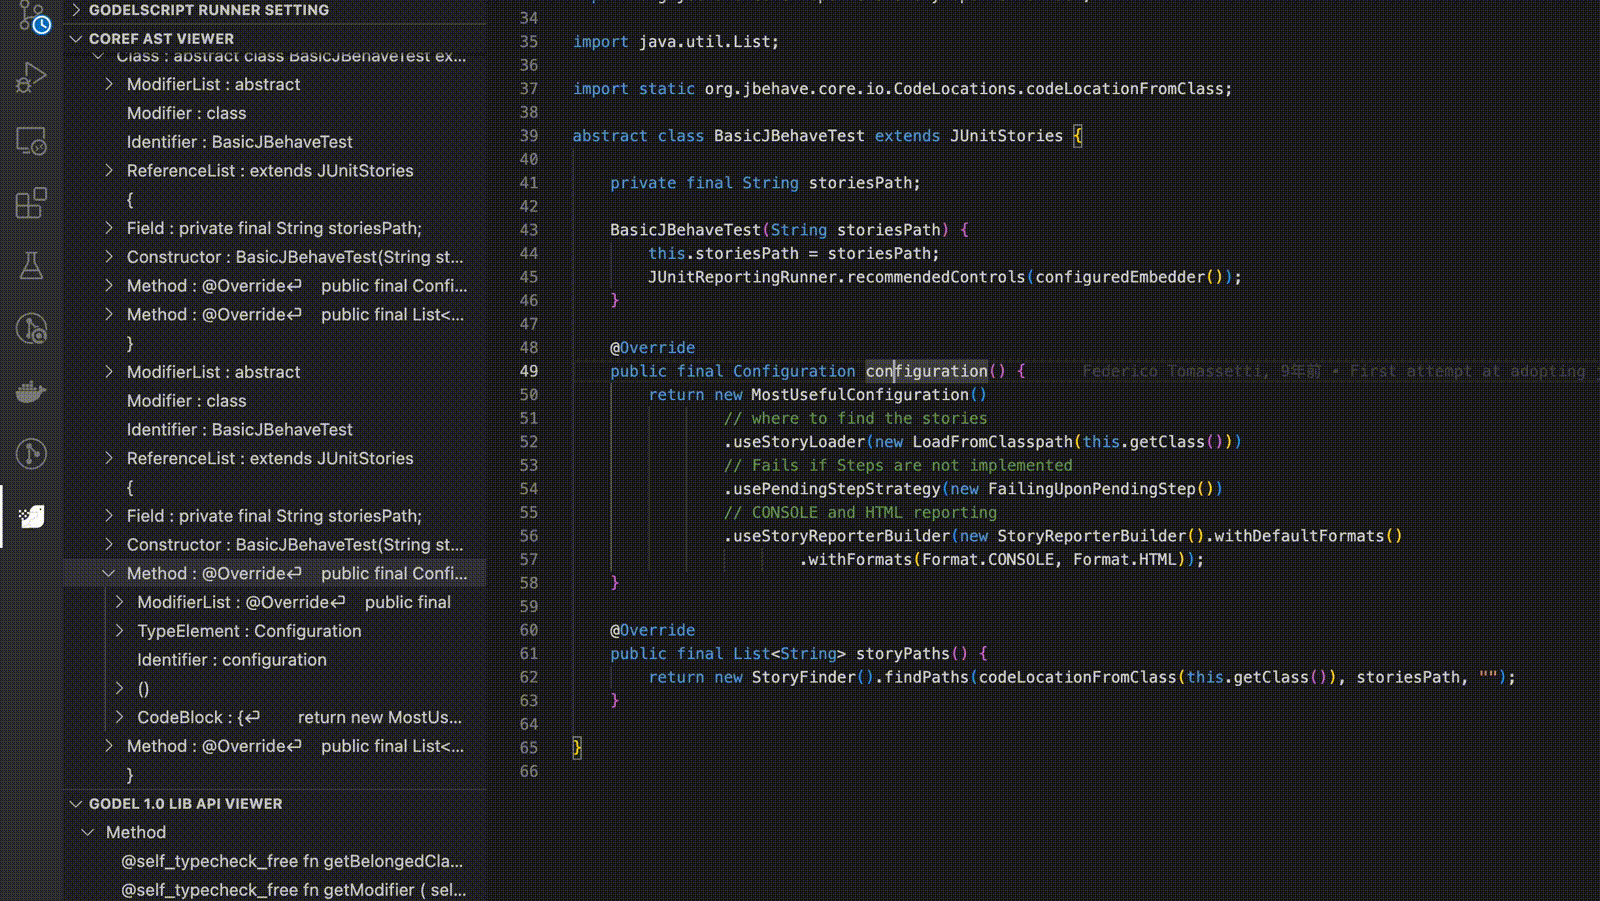 GODELSCRIPT RUNNER SETTING
COREF AST VIEWER
Class : abstract class BasicJBehaveTest ex...
ModifierList : abstract
Modifier : class
Identifier : BasicJBehaveTest
ReferenceList : extends JUnitStories
{
Field : private final String storiesPath;
Constructor : BasicJBehaveTest(String st...
Method : @Override↵ public final Confi...
Method : @Override↵ public final List<...
}
ModifierList : abstract
Modifier : class
Identifier : BasicJBehaveTest
ReferenceList : extends JUnitStories
{
Field : private final String storiesPath;
Constructor : BasicJBehaveTest(String st...
Method : @Override↵ public final Confi...
ModifierList : @Override↵ public final
TypeElement : Configuration
Identifier : configuration
()
CodeBlock : {↵ return new MostUs...
Method : @Override↵ public final List<...
}
GODEL 1.0 LIB API VIEWER
Method
@self_typecheck_free fn getBelongedCla...
@self_typecheck_free fn getModifier ( sel...
34
35 import java.util.List;
36
37 import static org.jbehave.core.io.CodeLocations.codeLocationFromClass;
38
39 abstract class BasicJBehaveTest extends JUnitStories {
40
41 private final String storiesPath;
42
43 BasicJBehaveTest(String storiesPath) {
44 this.storiesPath = storiesPath;
45 JUnitReportingRunner.recommendedControls(configuredEmbedder());
46 }
47
48 @Override
49 public final Configuration configuration() { Federico Tomassetti, 9年前 • First attempt at adopting
50 return new MostUsefulConfiguration()
51 // where to find the stories
52 .useStoryLoader(new LoadFromClasspath(this.getClass()))
53 // Fails if Steps are not implemented
54 .usePendingStepStrategy(new FailingUponPendingStep())
55 // CONSOLE and HTML reporting
56 .useStoryReporterBuilder(new StoryReporterBuilder().withDefaultFormats()
57 .withFormats(Format.CONSOLE, Format.HTML));
58 }
59
60 @Override
61 public final List<String> storyPaths() {
62 return new StoryFinder().findPaths(codeLocationFromClass(this.getClass()), storiesPath, "");
63 }
64
65 }
66